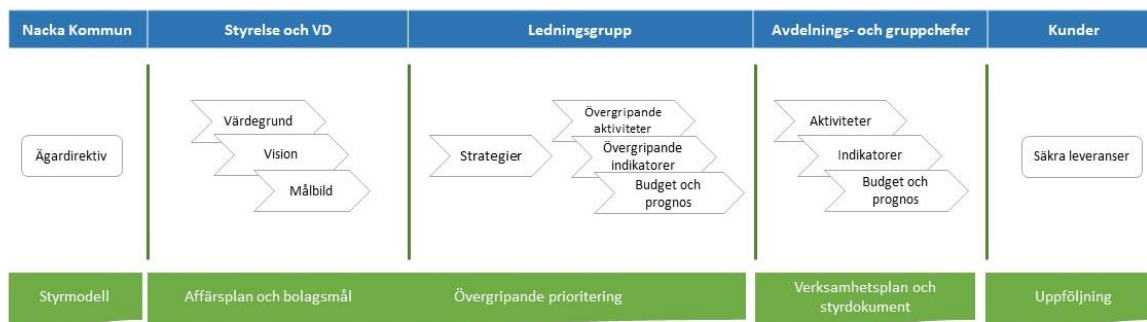 Nacka Kommun
Styrelse och VD
Ledningsgrupp
Avdelnings- och gruppchefer
Kunder
Ägardirektiv
Värdegrund
Vision
Målbild
Strategier
Övergripande
aktiviteter
Övergripande
indikatorer
Budget och
prognos
Aktiviteter
Indikatorer
Budget och
prognos
Säkra leveranser
Styrmodell
Affärsplan och bolagsmål
Övergripande prioritering
Verksamhetsplan och
styrdokument
Uppföljning